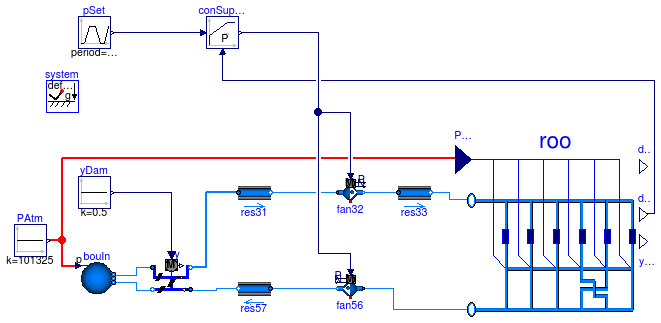 pSet
conSup...
P
period=...
system
def...
g
P...
roo
d..
yDam
k=0.5
P
res31
fan32
res33
d..
PAtm
k=101325
p
bouIn
y
M
y...
P
res57
fan56